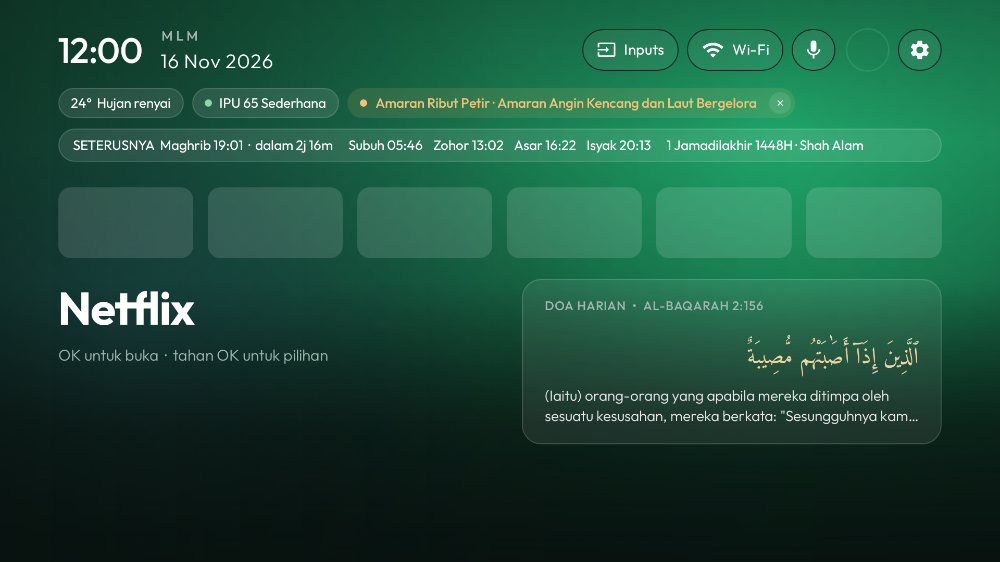 12:00
MLM
16 Nov 2026
Inputs
Wi-Fi
24° Hujan renyai
IPU 65 Sederhana
Amaran Ribut Petir · Amaran Angin Kencang dan Laut Bergelora
×
SETERUSNYA Maghrib 19:01 · dalam 2j 16m Subuh 05:46 Zohor 13:02 Asar 16:22 Isyak 20:13 1 Jamadilakhir 1448H · Shah Alam
Netflix
OK untuk buka · tahan OK untuk pilihan
DOA HARIAN • AL-BAQARAH 2:156
ٱلَّذِينَ إِذَآ أَصَٰبَتْهُم مُّصِيبَةٌ
(Iaitu) orang-orang yang apabila mereka ditimpa oleh
sesuatu kesusahan, mereka berkata: "Sesungguhnya kam…